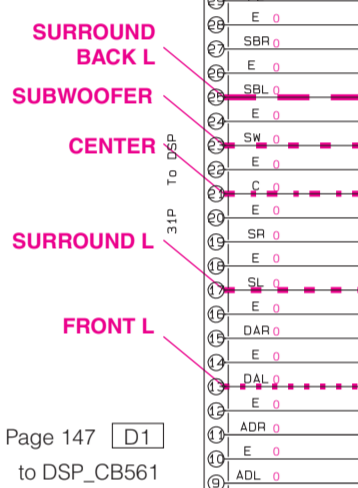 SURROUND
BACK L
SUBWOOFER
CENTER
SURROUND L
FRONT L
31P To DSP
Page 147 D1
to DSP_CB561
29
28 E 0
27 SBR 0
26 E 0
25 SBL 0
24 E 0
23 SW 0
22 E 0
21 C 0
20 E 0
19 SR 0
18 E 0
17 SL 0
16 E 0
15 DAR 0
14 E 0
13 DAL 0
12 E 0
11 ADR 0
10 E 0
9 ADL 0